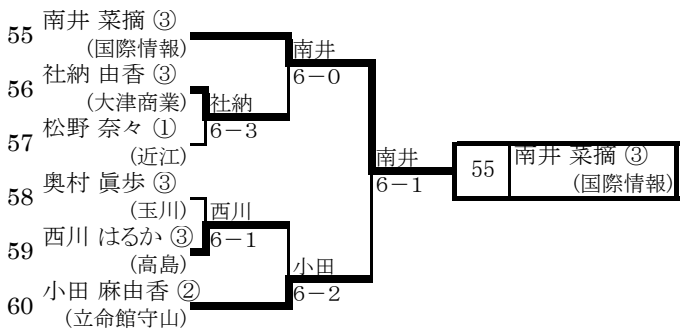 55 南井 菜摘 ③
(国際情報)
56 社納 由香 ③
(大津商業)
57 松野 奈々 ①
(近江)
58 奥村 眞歩 ③
(玉川)
59 西川 はるか ③
(高島)
60 小田 麻由香 ②
(立命館守山)
社納
6-3
西川
6-1
南井
6-0
小田
6-2
南井
6-1
55 南井 菜摘 ③
(国際情報)